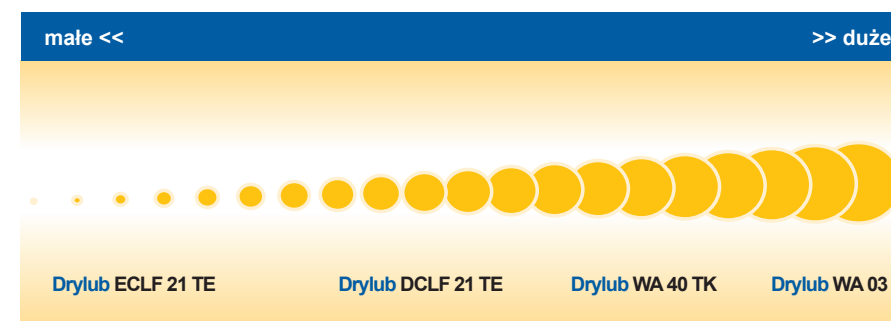 małe << >> duże
Drylub ECLF 21 TE Drylub DCLF 21 TE Drylub WA 40 TK Drylub WA 03